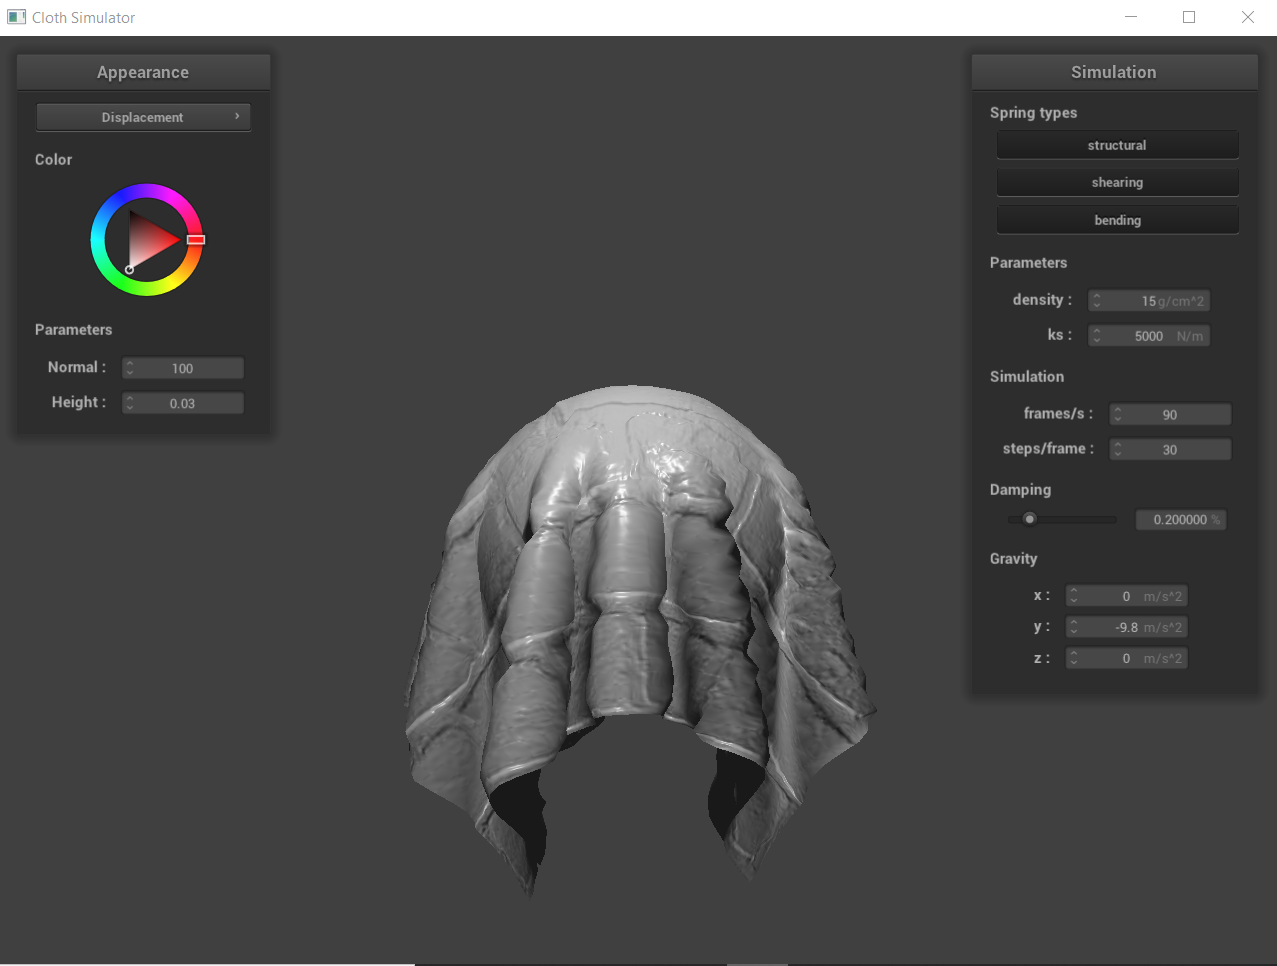 Cloth Simulator
Appearance
Displacement
Color
Parameters
Normal : 100
Height : 0.03
Simulation
Spring types
structural
shearing
bending
Parameters
density : 15 g/cm^2
ks : 5000 N/m
Simulation
frames/s : 90
steps/frame : 30
Damping
0.200000 %
Gravity
x : 0 m/s^2
y : -9.8 m/s^2
z : 0 m/s^2